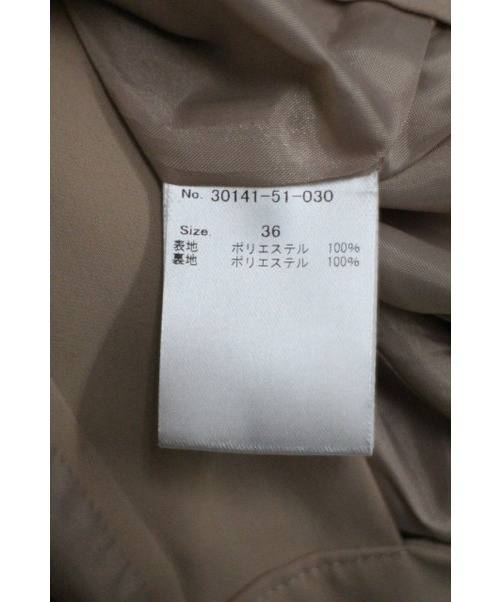 No. 30141-51-030
Size. 36
表地 ポリエステル 100%
裏地 ポリエステル 100%